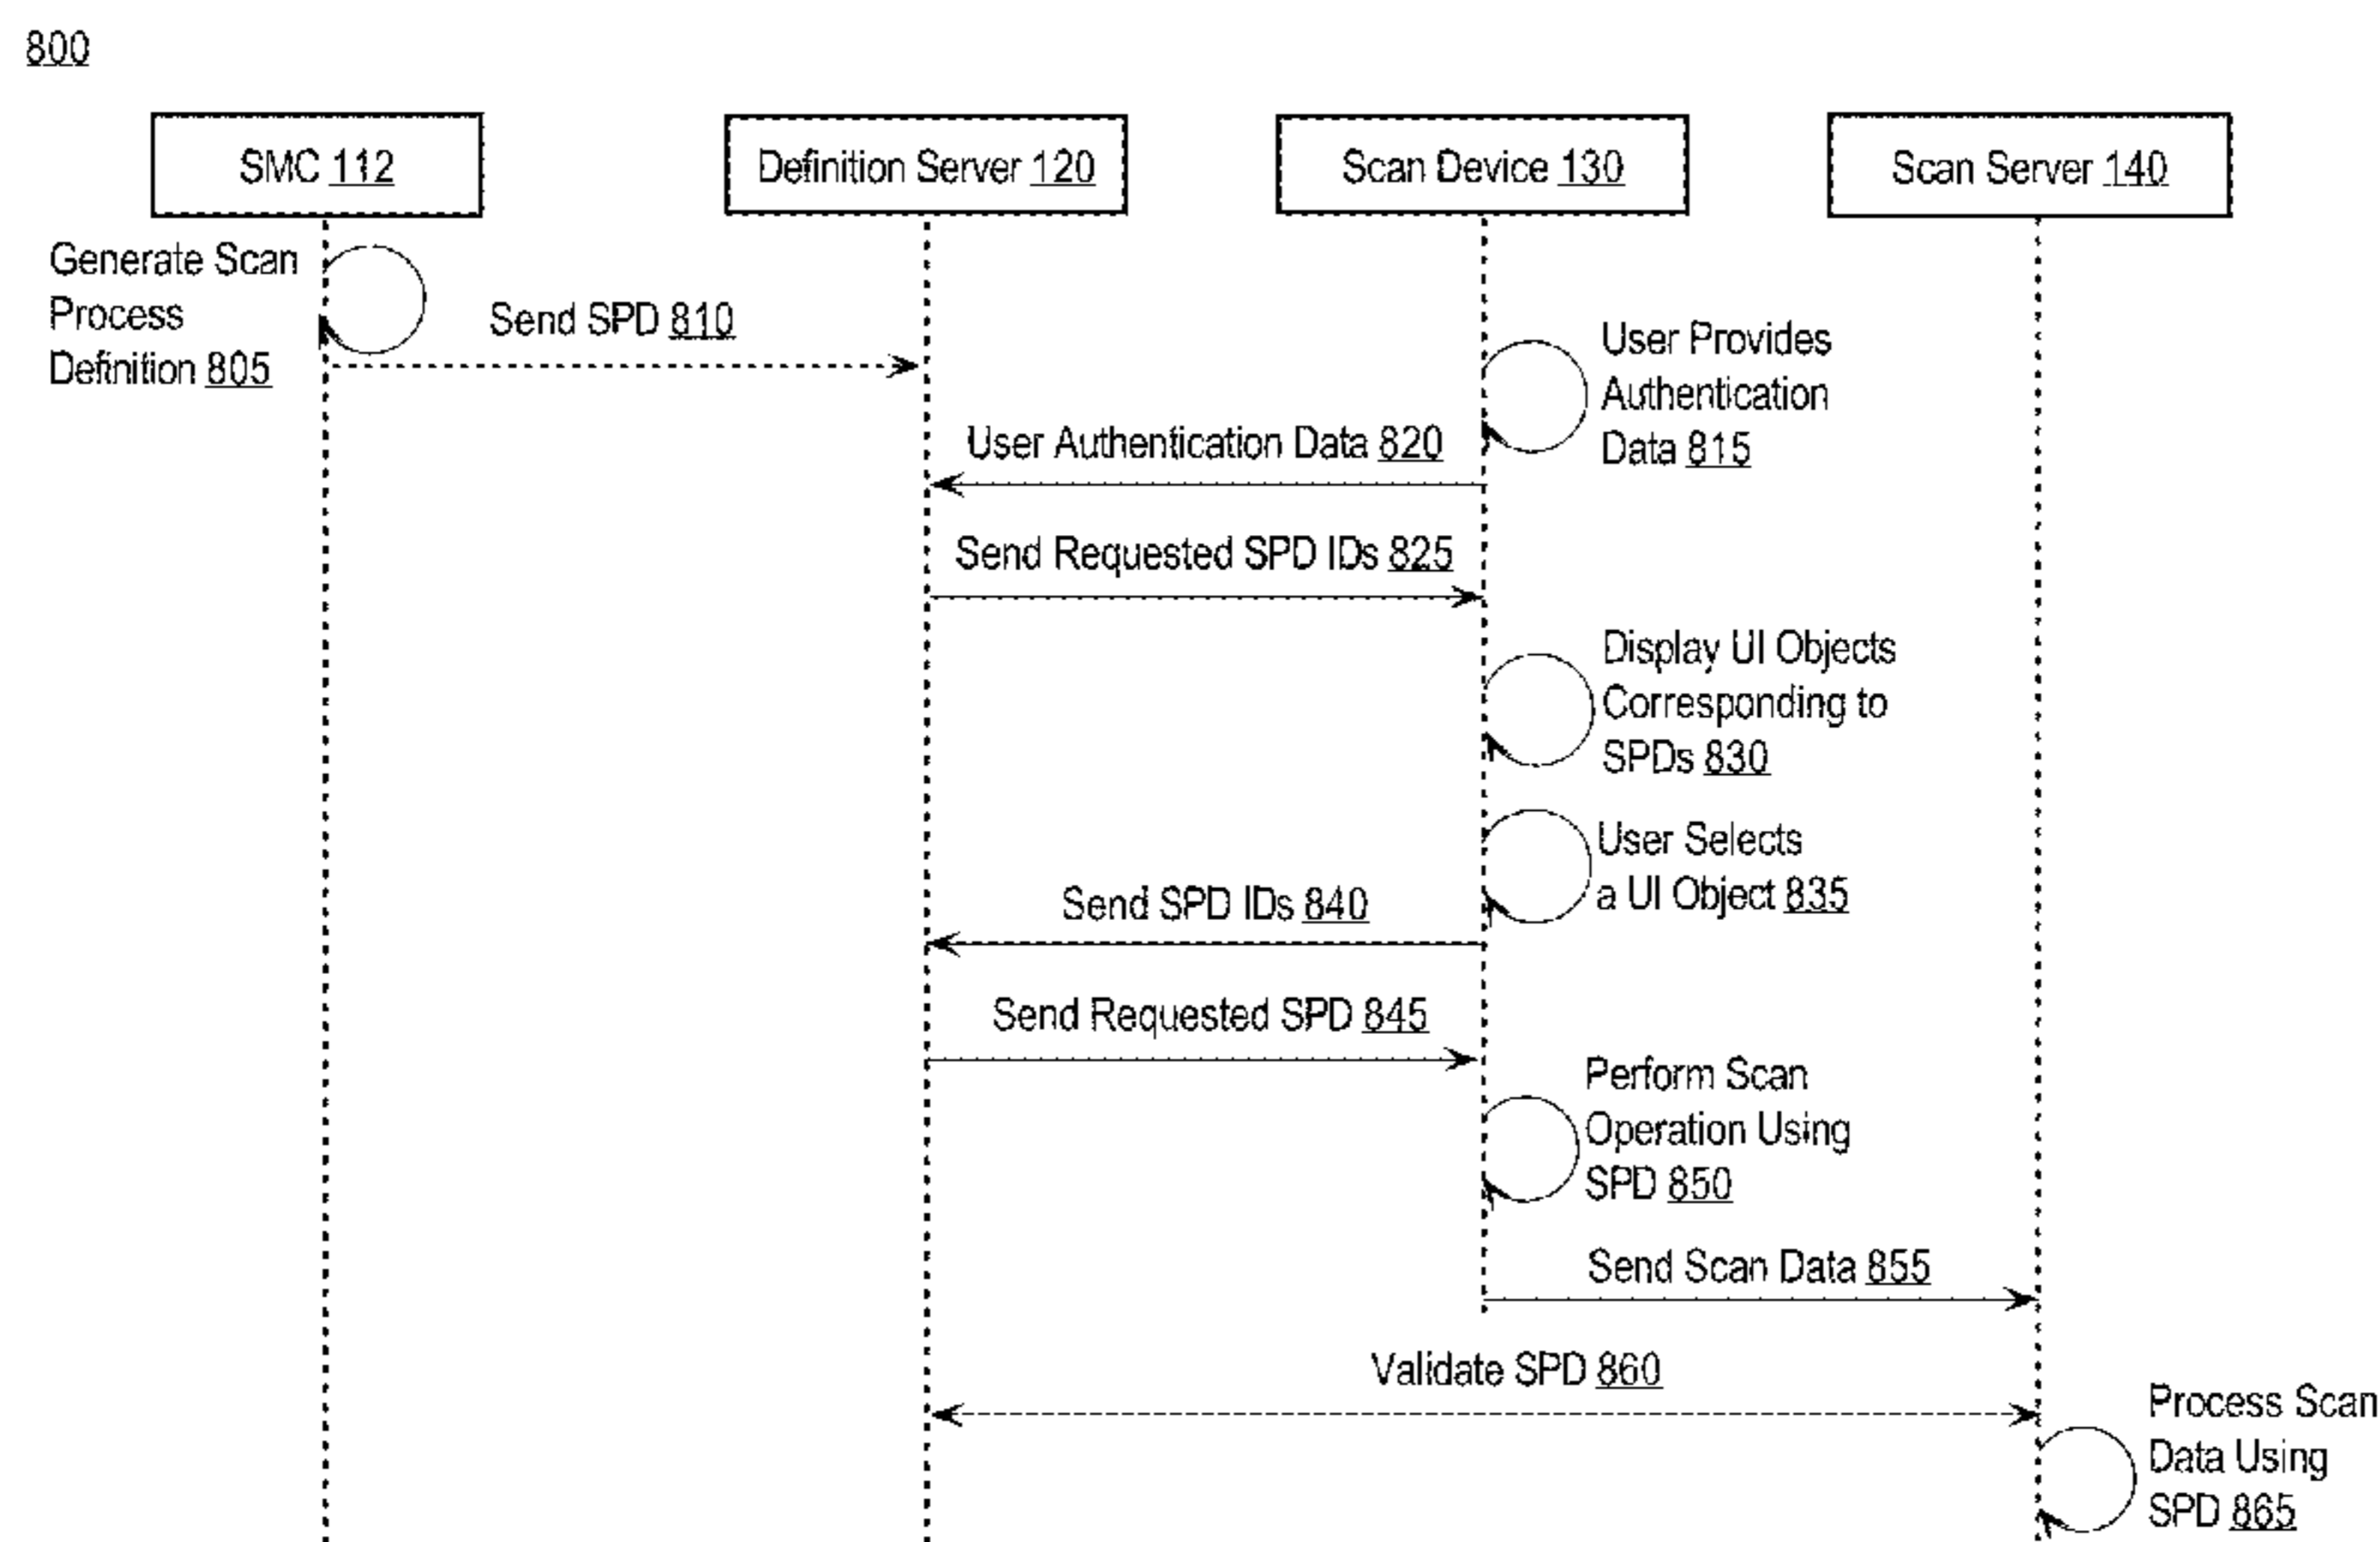 800
SMC 112
Definition Server 120
Scan Device 130
Scan Server 140
Generate Scan
Process
Definition 805
Send SPD 810
User Provides
Authentication
Data 815
User Authentication Data 820
Send Requested SPD IDs 825
Display UI Objects
Corresponding to
SPDs 830
User Selects
a UI Object 835
Send SPD IDs 840
Send Requested SPD 845
Perform Scan
Operation Using
SPD 850
Send Scan Data 855
Validate SPD 860
Process Scan
Data Using
SPD 865